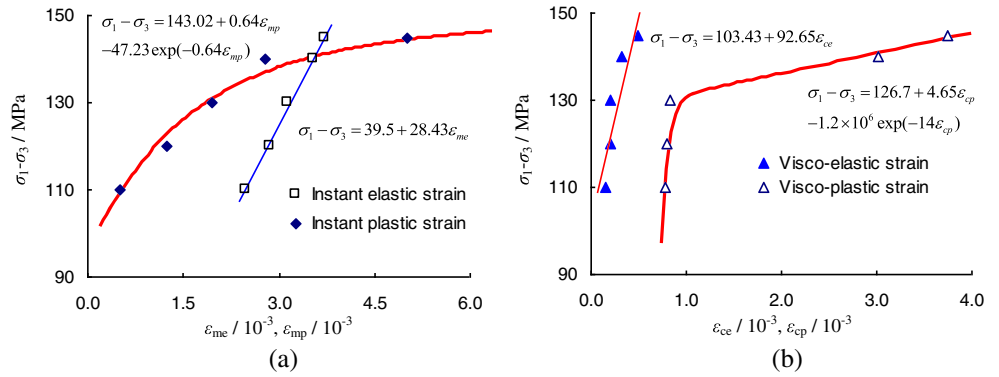 σ1 − σ3 = 143.02 + 0.64εmp
−47.23 exp(−0.64εmp)
σ1 − σ3 = 39.5 + 28.43εme
Instant elastic strain
Instant plastic strain
σ1-σ3 / MPa
150
130
110
90
0.0 1.5 3.0 4.5 6.0
εme / 10-3, εmp / 10-3
(a)
σ1 − σ3 = 103.43 + 92.65εce
σ1 − σ3 = 126.7 + 4.65εcp
−1.2×10^6 exp(−14εcp)
Visco-elastic strain
Visco-plastic strain
σ1-σ3 / MPa
150
130
110
90
0.0 1.0 2.0 3.0 4.0
εce / 10-3, εcp / 10-3
(b)